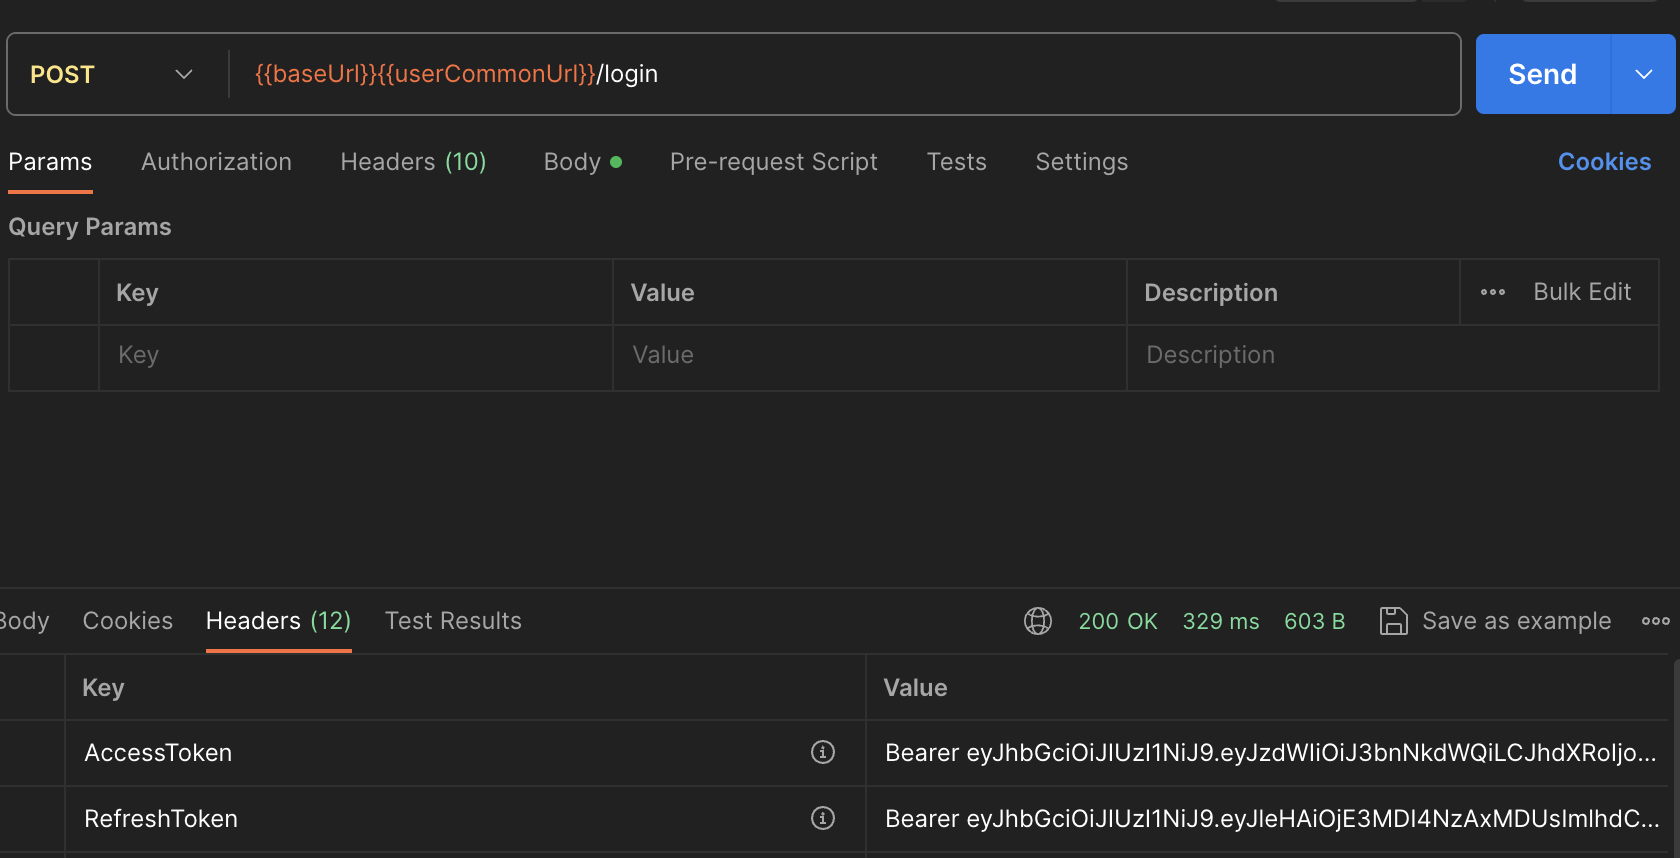 POST {{baseUrl}}{{userCommonUrl}}/login Send
Params Authorization Headers (10) Body Pre-request Script Tests Settings Cookies
Query Params
Key Value Description Bulk Edit
Key Value Description
Body Cookies Headers (12) Test Results 200 OK 329 ms 603 B Save as example
Key Value
AccessToken Bearer eyJhbGciOiJIUzI1NiJ9.eyJzdWIiOiJ3bnNkdWQiLCJhdXRoIjo...
RefreshToken Bearer eyJhbGciOiJIUzI1NiJ9.eyJleHAiOjE3MDI4NzAxMDUsImlhdC...